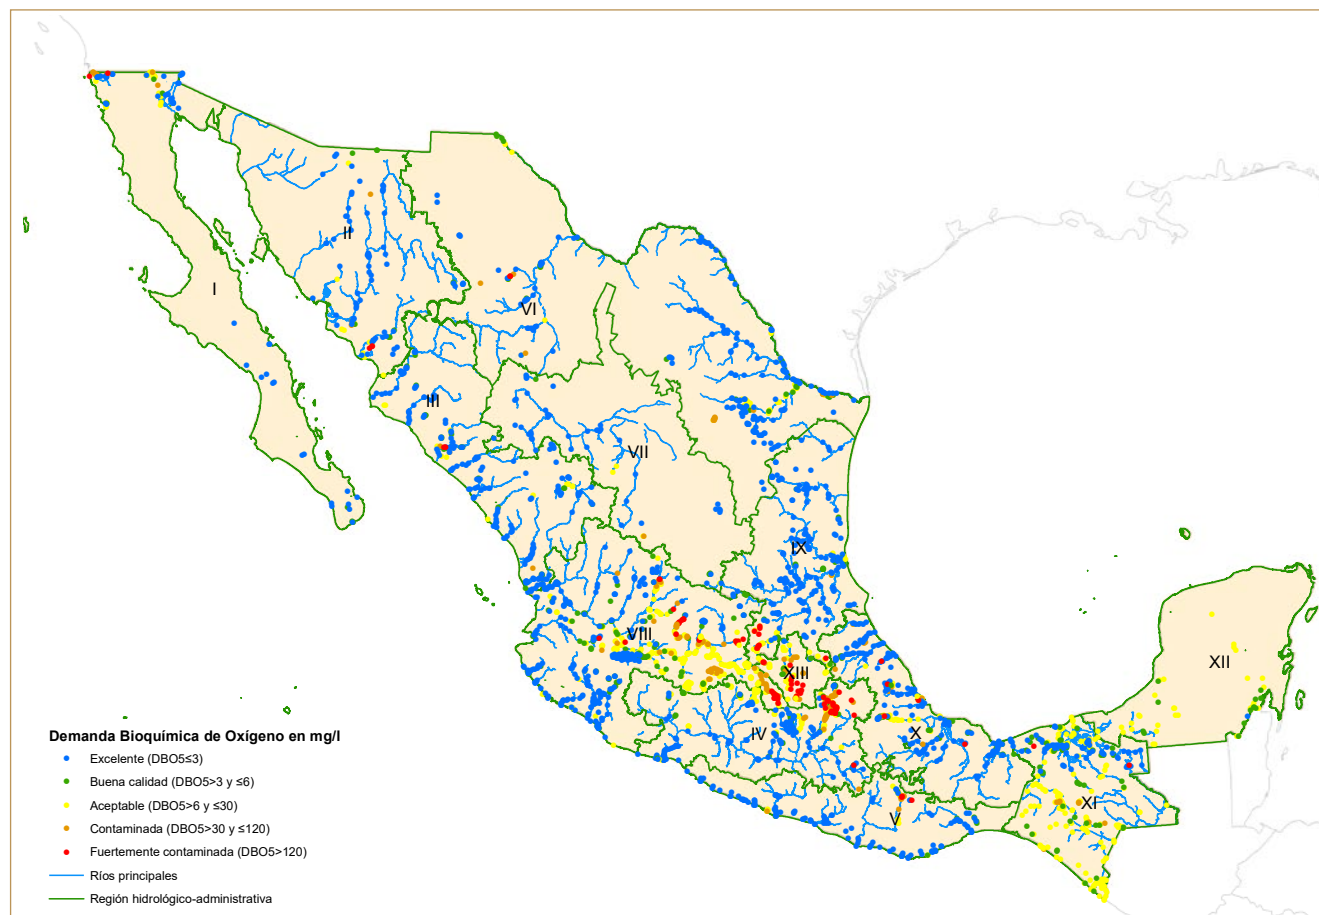 II
I
VI
III
VII
IX
VIII
XII
XIII
IV
X
XI
V
Demanda Bioquímica de Oxígeno en mg/l
Excelente (DBO5≤3)
Buena calidad (DBO5>3 y ≤6)
Aceptable (DBO5>6 y ≤30)
Contaminada (DBO5>30 y ≤120)
Fuertemente contaminada (DBO5>120)
Ríos principales
Región hidrológico-administrativa